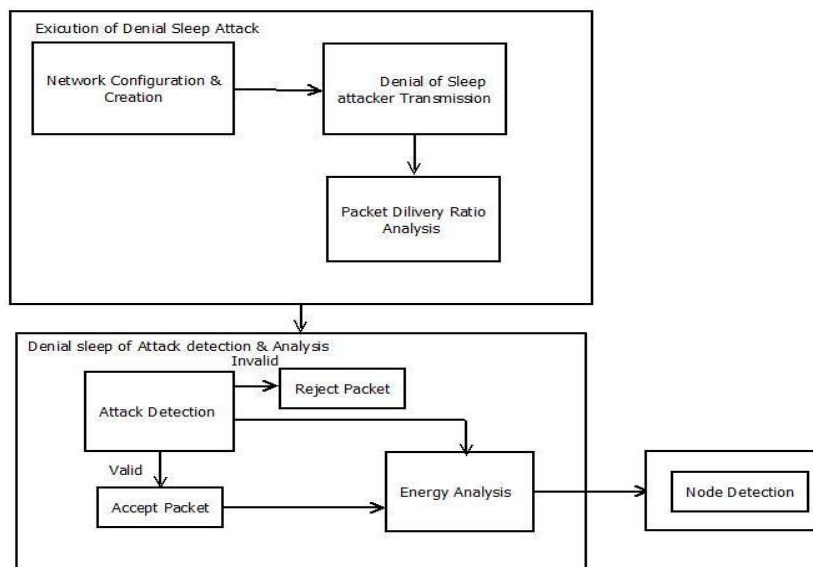 Exicution of Denial Sleep Attack
Network Configuration &
Creation
Denial of Sleep
attacker Transmission
Packet Dilivery Ratio
Analysis
Denial sleep of Attack detection & Analysis
Invalid
Reject Packet
Attack Detection
Valid
Accept Packet
Energy Analysis
Node Detection